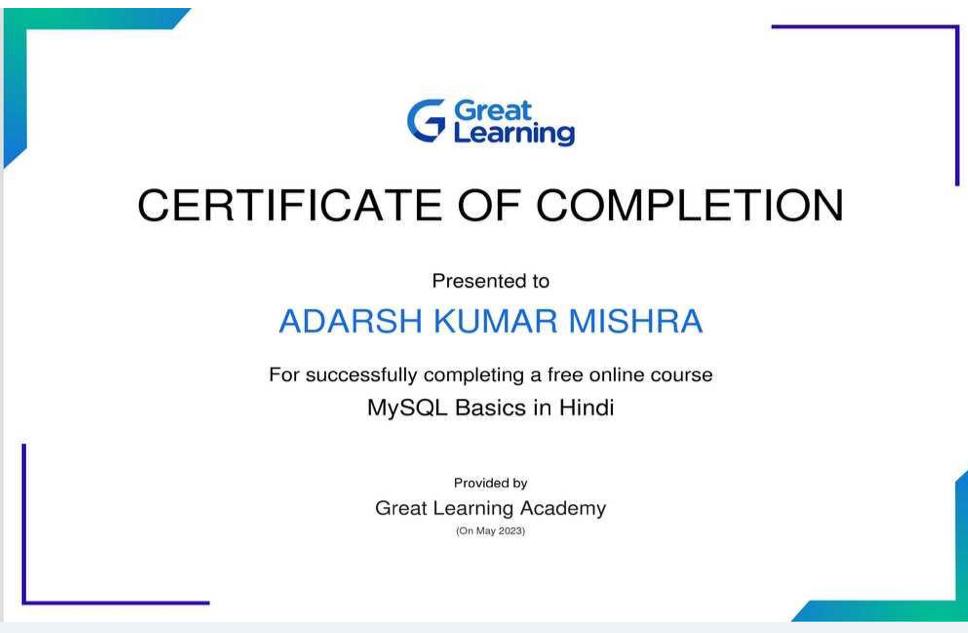 Great
Learning
CERTIFICATE OF COMPLETION
Presented to
ADARSH KUMAR MISHRA
For successfully completing a free online course
MySQL Basics in Hindi
Provided by
Great Learning Academy
(On May 2023)